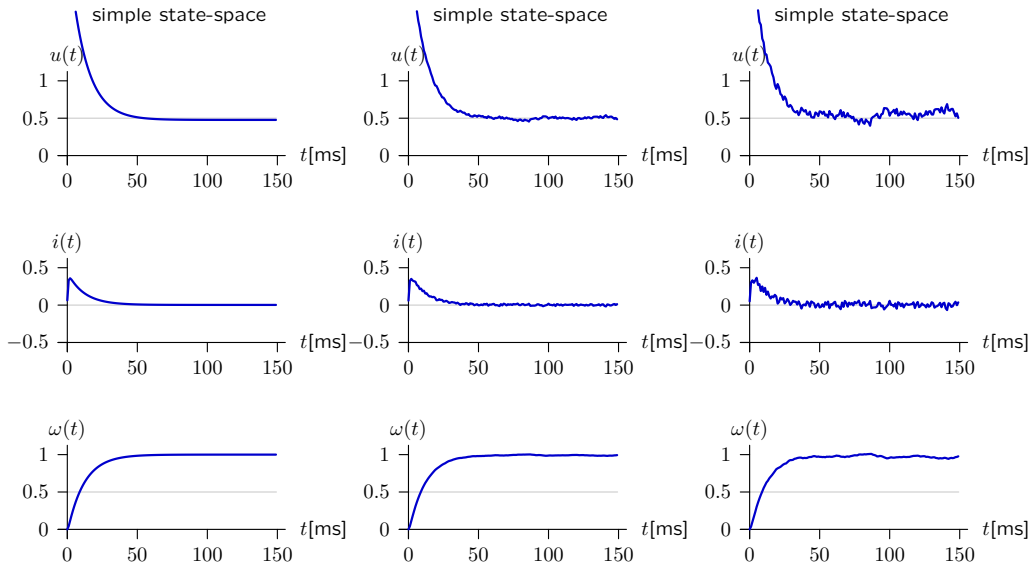 simple state-space simple state-space simple state-space
u(t) u(t) u(t)
1 1 1
0.5 0.5 0.5
0 t[ms] 0 t[ms] 0 t[ms]
0 50 100 150 0 50 100 150 0 50 100 150
i(t) i(t) i(t)
0.5 0.5 0.5
0 0 0
−0.5 t[ms] −0.5 t[ms] −0.5 t[ms]
0 50 100 150 0 50 100 150 0 50 100 150
ω(t) ω(t) ω(t)
1 1 1
0.5 0.5 0.5
0 t[ms] 0 t[ms] 0 t[ms]
0 50 100 150 0 50 100 150 0 50 100 150